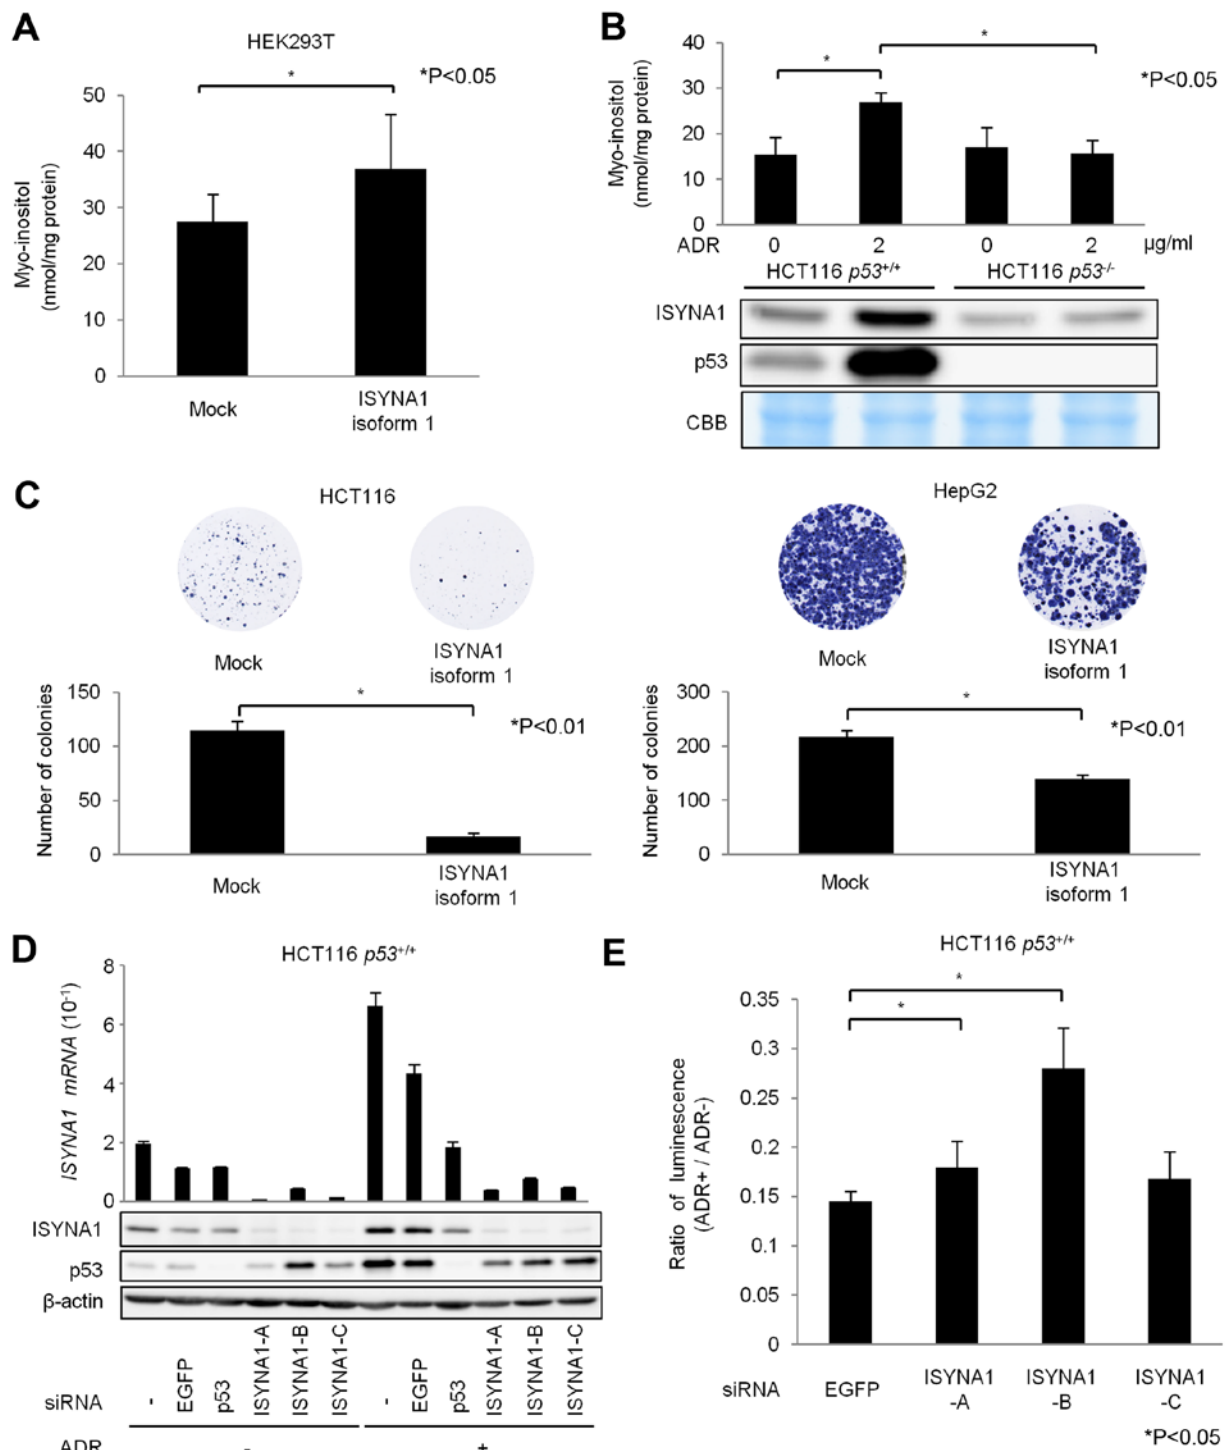 A
HEK293T
*
*P<0.05
Myo-inositol
(nmol/mg protein)
50
40
30
20
10
0
Mock
ISYNA1
isoform 1
B
*
*
*P<0.05
Myo-inositol
(nmol/mg protein)
40
30
20
10
0
ADR 0 2 0 2 µg/ml
HCT116 p53+/+ HCT116 p53-/-
ISYNA1
p53
CBB
C
HCT116
Mock
ISYNA1
isoform 1
*
*P<0.01
Number of colonies
150
100
50
0
Mock
ISYNA1
isoform 1
HepG2
Mock
ISYNA1
isoform 1
*
*P<0.01
Number of colonies
300
200
100
0
Mock
ISYNA1
isoform 1
D
HCT116 p53+/+
ISYNA1 mRNA (10-1)
8
6
4
2
0
ISYNA1
p53
β-actin
siRNA - EGFP p53 ISYNA1-A ISYNA1-B ISYNA1-C - EGFP p53 ISYNA1-A ISYNA1-B ISYNA1-C
ADR - +
E
HCT116 p53+/+
*
*
Ratio of luminescence
(ADR+ / ADR-)
0.35
0.3
0.25
0.2
0.15
0.1
0.05
0
siRNA EGFP ISYNA1 ISYNA1 ISYNA1
-A -B -C
*P<0.05